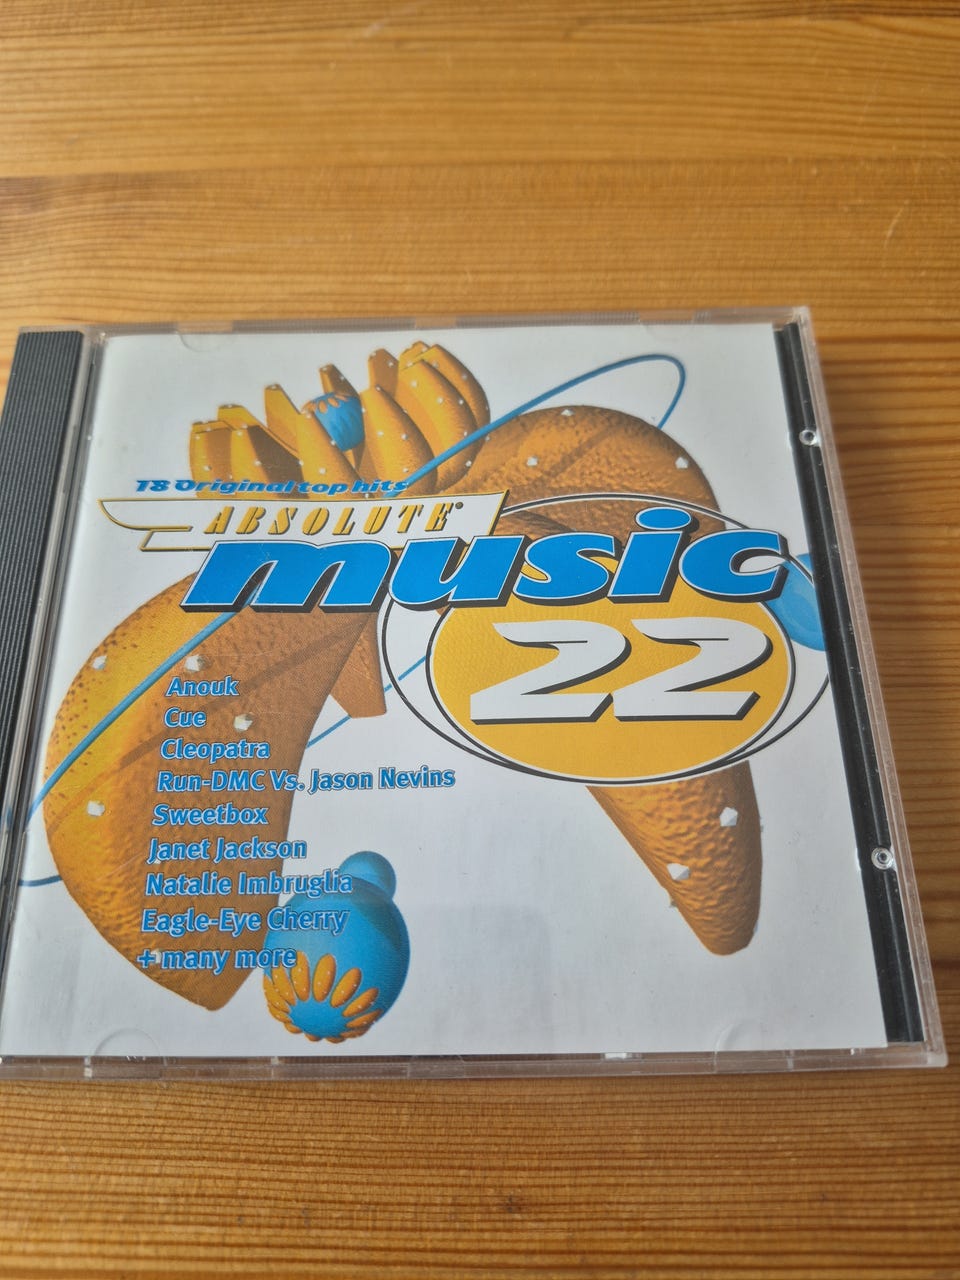 18 Original top hits
ABSOLUTE®
music
22
Anouk
Cue
Cleopatra
Run-DMC Vs. Jason Nevins
Sweetbox
Janet Jackson
Natalie Imbruglia
Eagle-Eye Cherry
+ many more